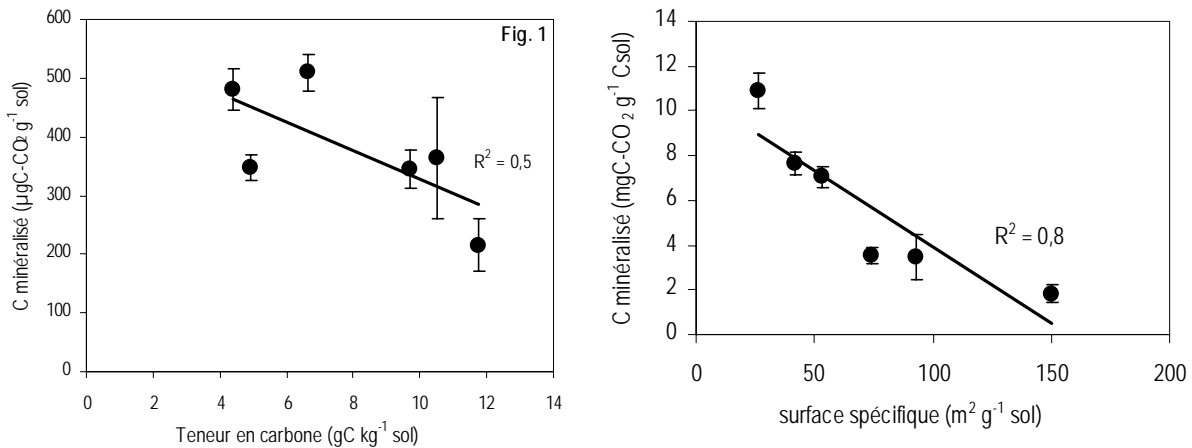 Fig. 1
C minéralisé (µgC-CO2 g-1 sol)
600
500
400
300
200
100
0
R2 = 0,5
0 2 4 6 8 10 12 14
Teneur en carbone (gC kg-1 sol)
C minéralisé (mgC-CO2 g-1 Csol)
14
12
10
8
6
4
2
0
R2 = 0,8
0 50 100 150 200
surface spécifique (m2 g-1 sol)